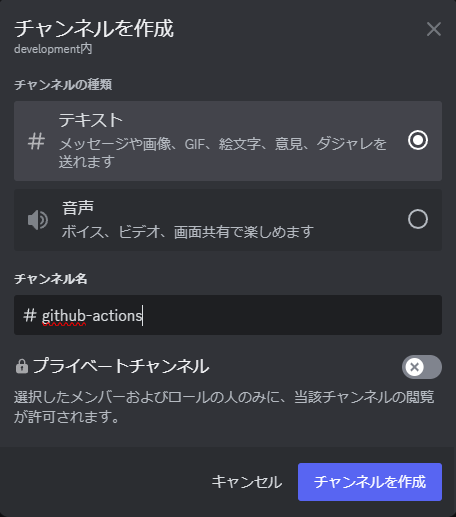 チャンネルを作成
development内
チャンネルの種類
テキスト
メッセージや画像、GIF、絵文字、意見、ダジャレを
送れます
音声
ボイス、ビデオ、画面共有で楽しめます
チャンネル名
# github-actions
プライベートチャンネル
選択したメンバーおよびロールの人のみに、当該チャンネルの閲覧
が許可されます。
キャンセル
チャンネルを作成